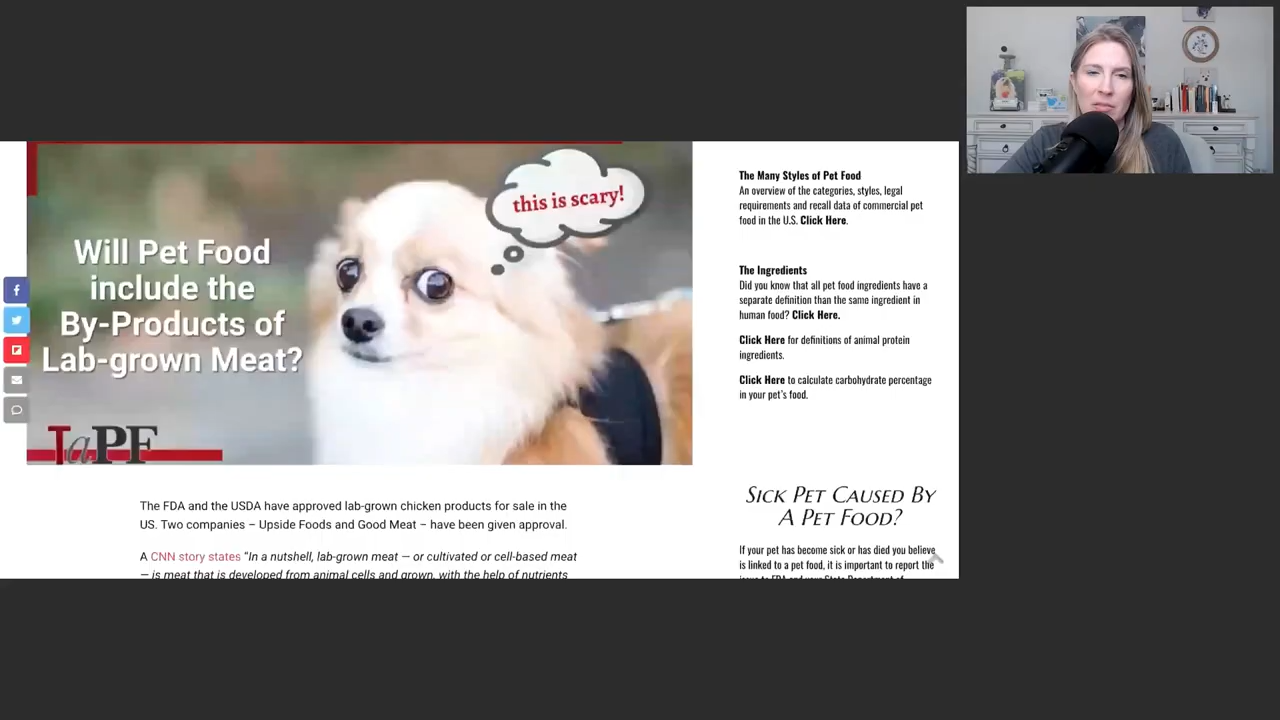 this is scary!
Will Pet Food
include the
By-Products of
Lab-grown Meat?
TaPF
The FDA and the USDA have approved lab-grown chicken products for sale in the
US. Two companies – Upside Foods and Good Meat – have been given approval.
A CNN story states “In a nutshell, lab-grown meat — or cultivated or cell-based meat
— is meat that is developed from animal cells and grown, with the help of nutrients
The Many Styles of Pet Food
An overview of the categories, styles, legal
requirements and recall data of commercial pet
food in the U.S. Click Here.
The Ingredients
Did you know that all pet food ingredients have a
separate definition than the same ingredient in
human food? Click Here.
Click Here for definitions of animal protein
ingredients.
Click Here to calculate carbohydrate percentage
in your pet's food.
Sick Pet Caused By
A Pet Food?
If your pet has become sick or has died you believe
is linked to a pet food, it is important to report the
issue to FDA and your State Department of